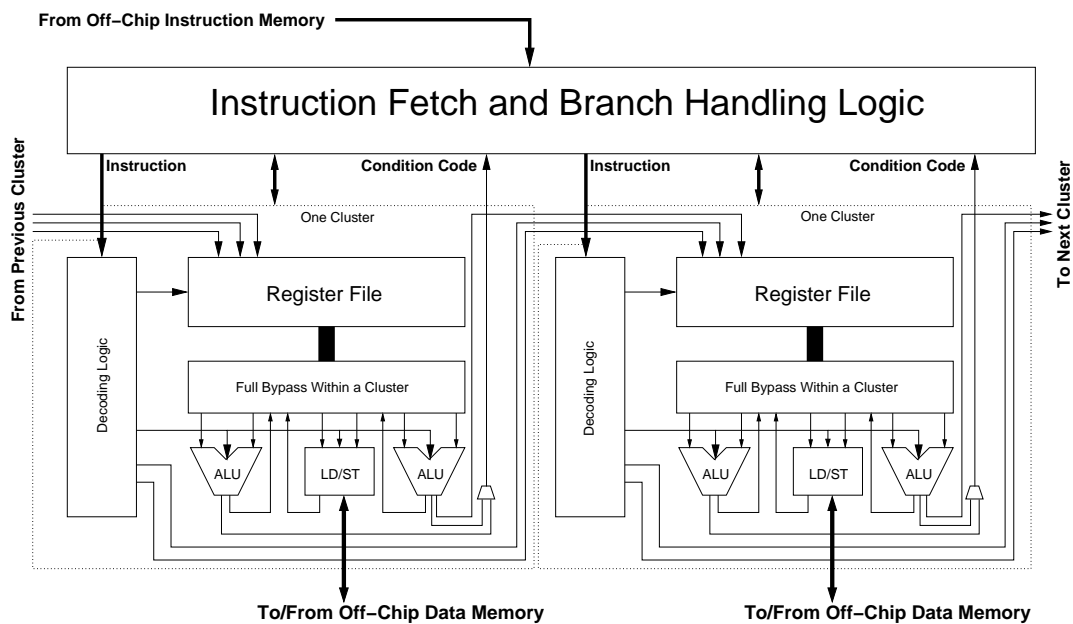 From Off−Chip Instruction Memory
Instruction Fetch and Branch Handling Logic
Instruction
Condition Code
Instruction
Condition Code
From Previous Cluster
One Cluster
One Cluster
To Next Cluster
Register File
Register File
Decoding Logic
Full Bypass Within a Cluster
Decoding Logic
Full Bypass Within a Cluster
ALU
LD/ST
ALU
ALU
LD/ST
ALU
To/From Off−Chip Data Memory
To/From Off−Chip Data Memory